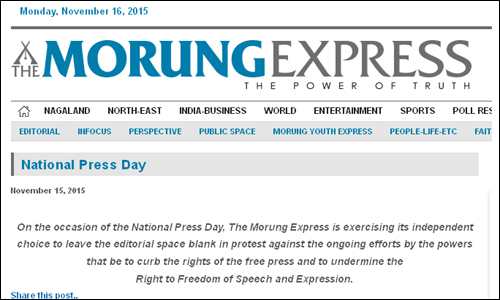 Monday, November 16, 2015
THE MORUNG EXPRESS
THE POWER OF TRUTH
NAGALAND NORTH-EAST INDIA-BUSINESS WORLD ENTERTAINMENT SPORTS POLL RES
EDITORIAL INFOCUS PERSPECTIVE PUBLIC SPACE MORUNG YOUTH EXPRESS PEOPLE-LIFE-ETC FAIT
National Press Day
November 15, 2015
On the occasion of the National Press Day, The Morung Express is exercising its independent
choice to leave the editorial space blank in protest against the ongoing efforts by the powers
that be to curb the rights of the free press and to undermine the
Right to Freedom of Speech and Expression.
Share this post..